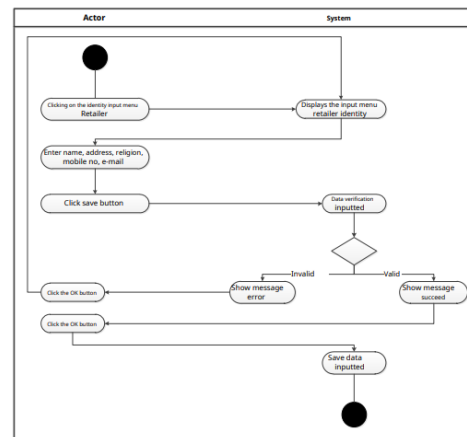 Actor
System
Clicking on the identity input menu
Retailer
Displays the input menu
retailer identity
Enter name, address, religion,
mobile no, e-mail
Click save button
Data verification
inputted
Invalid
Valid
Click the OK button
Show message
error
Show message
succeed
Click the OK button
Save data
inputted